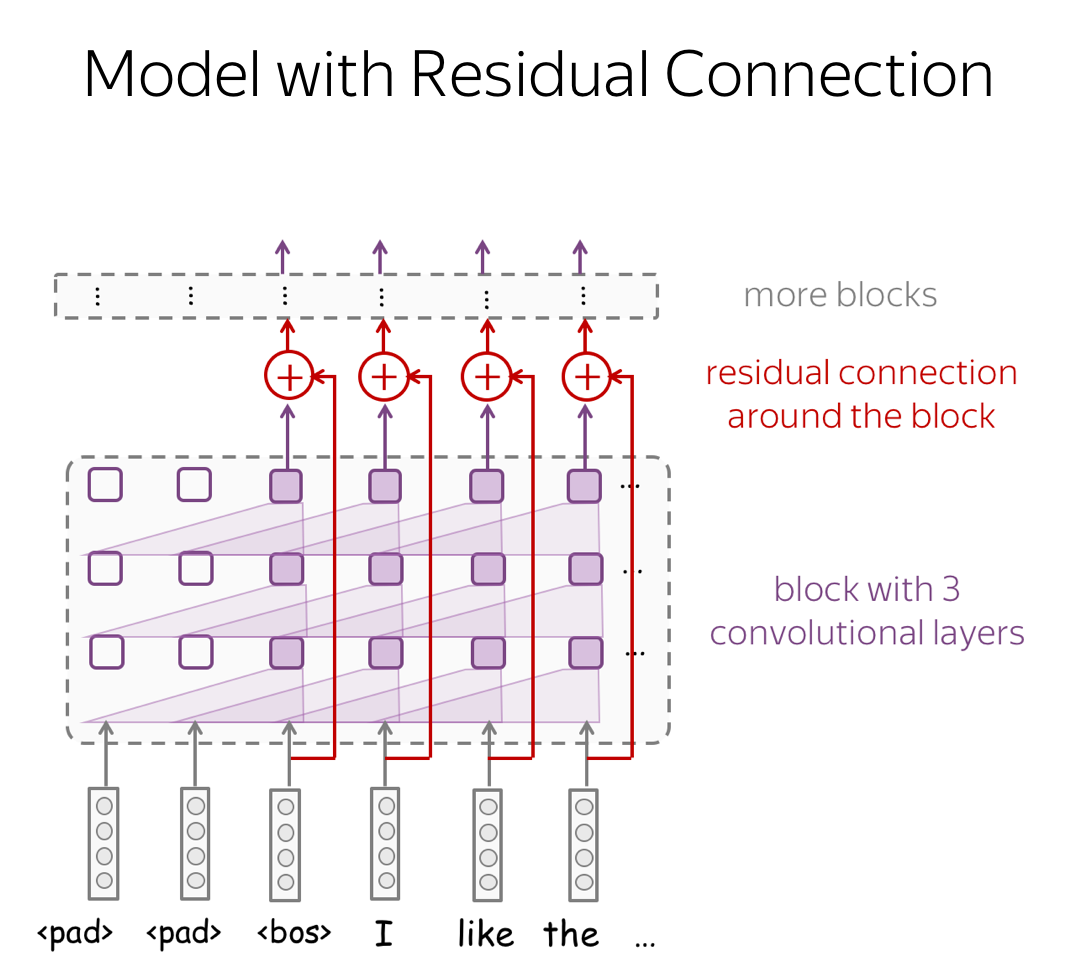 Model with Residual Connection
more blocks
residual connection
around the block
...
...
block with 3
convolutional layers
...
<pad> <pad> <bos> I like the ...